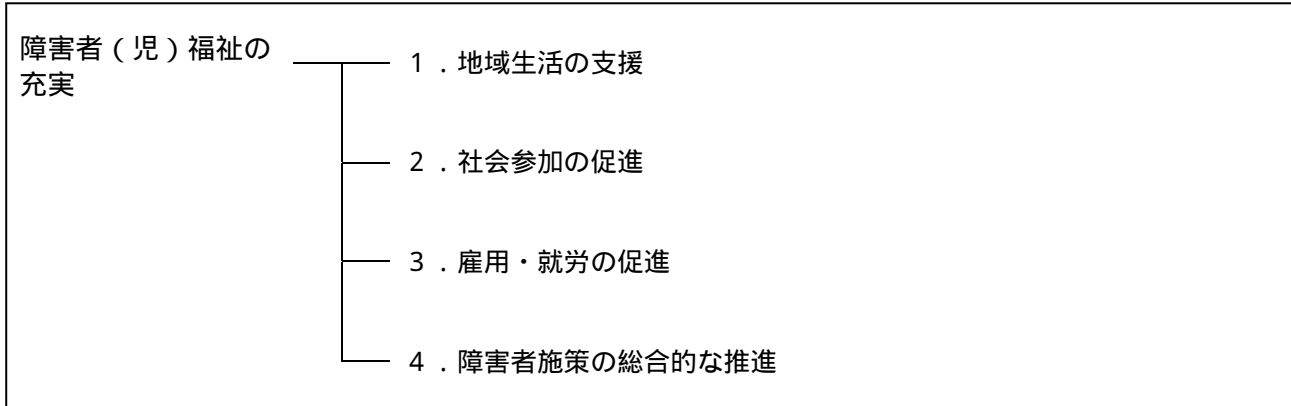 障害者（児）福祉の
充実
１．地域生活の支援
２．社会参加の促進
３．雇用・就労の促進
４．障害者施策の総合的な推進